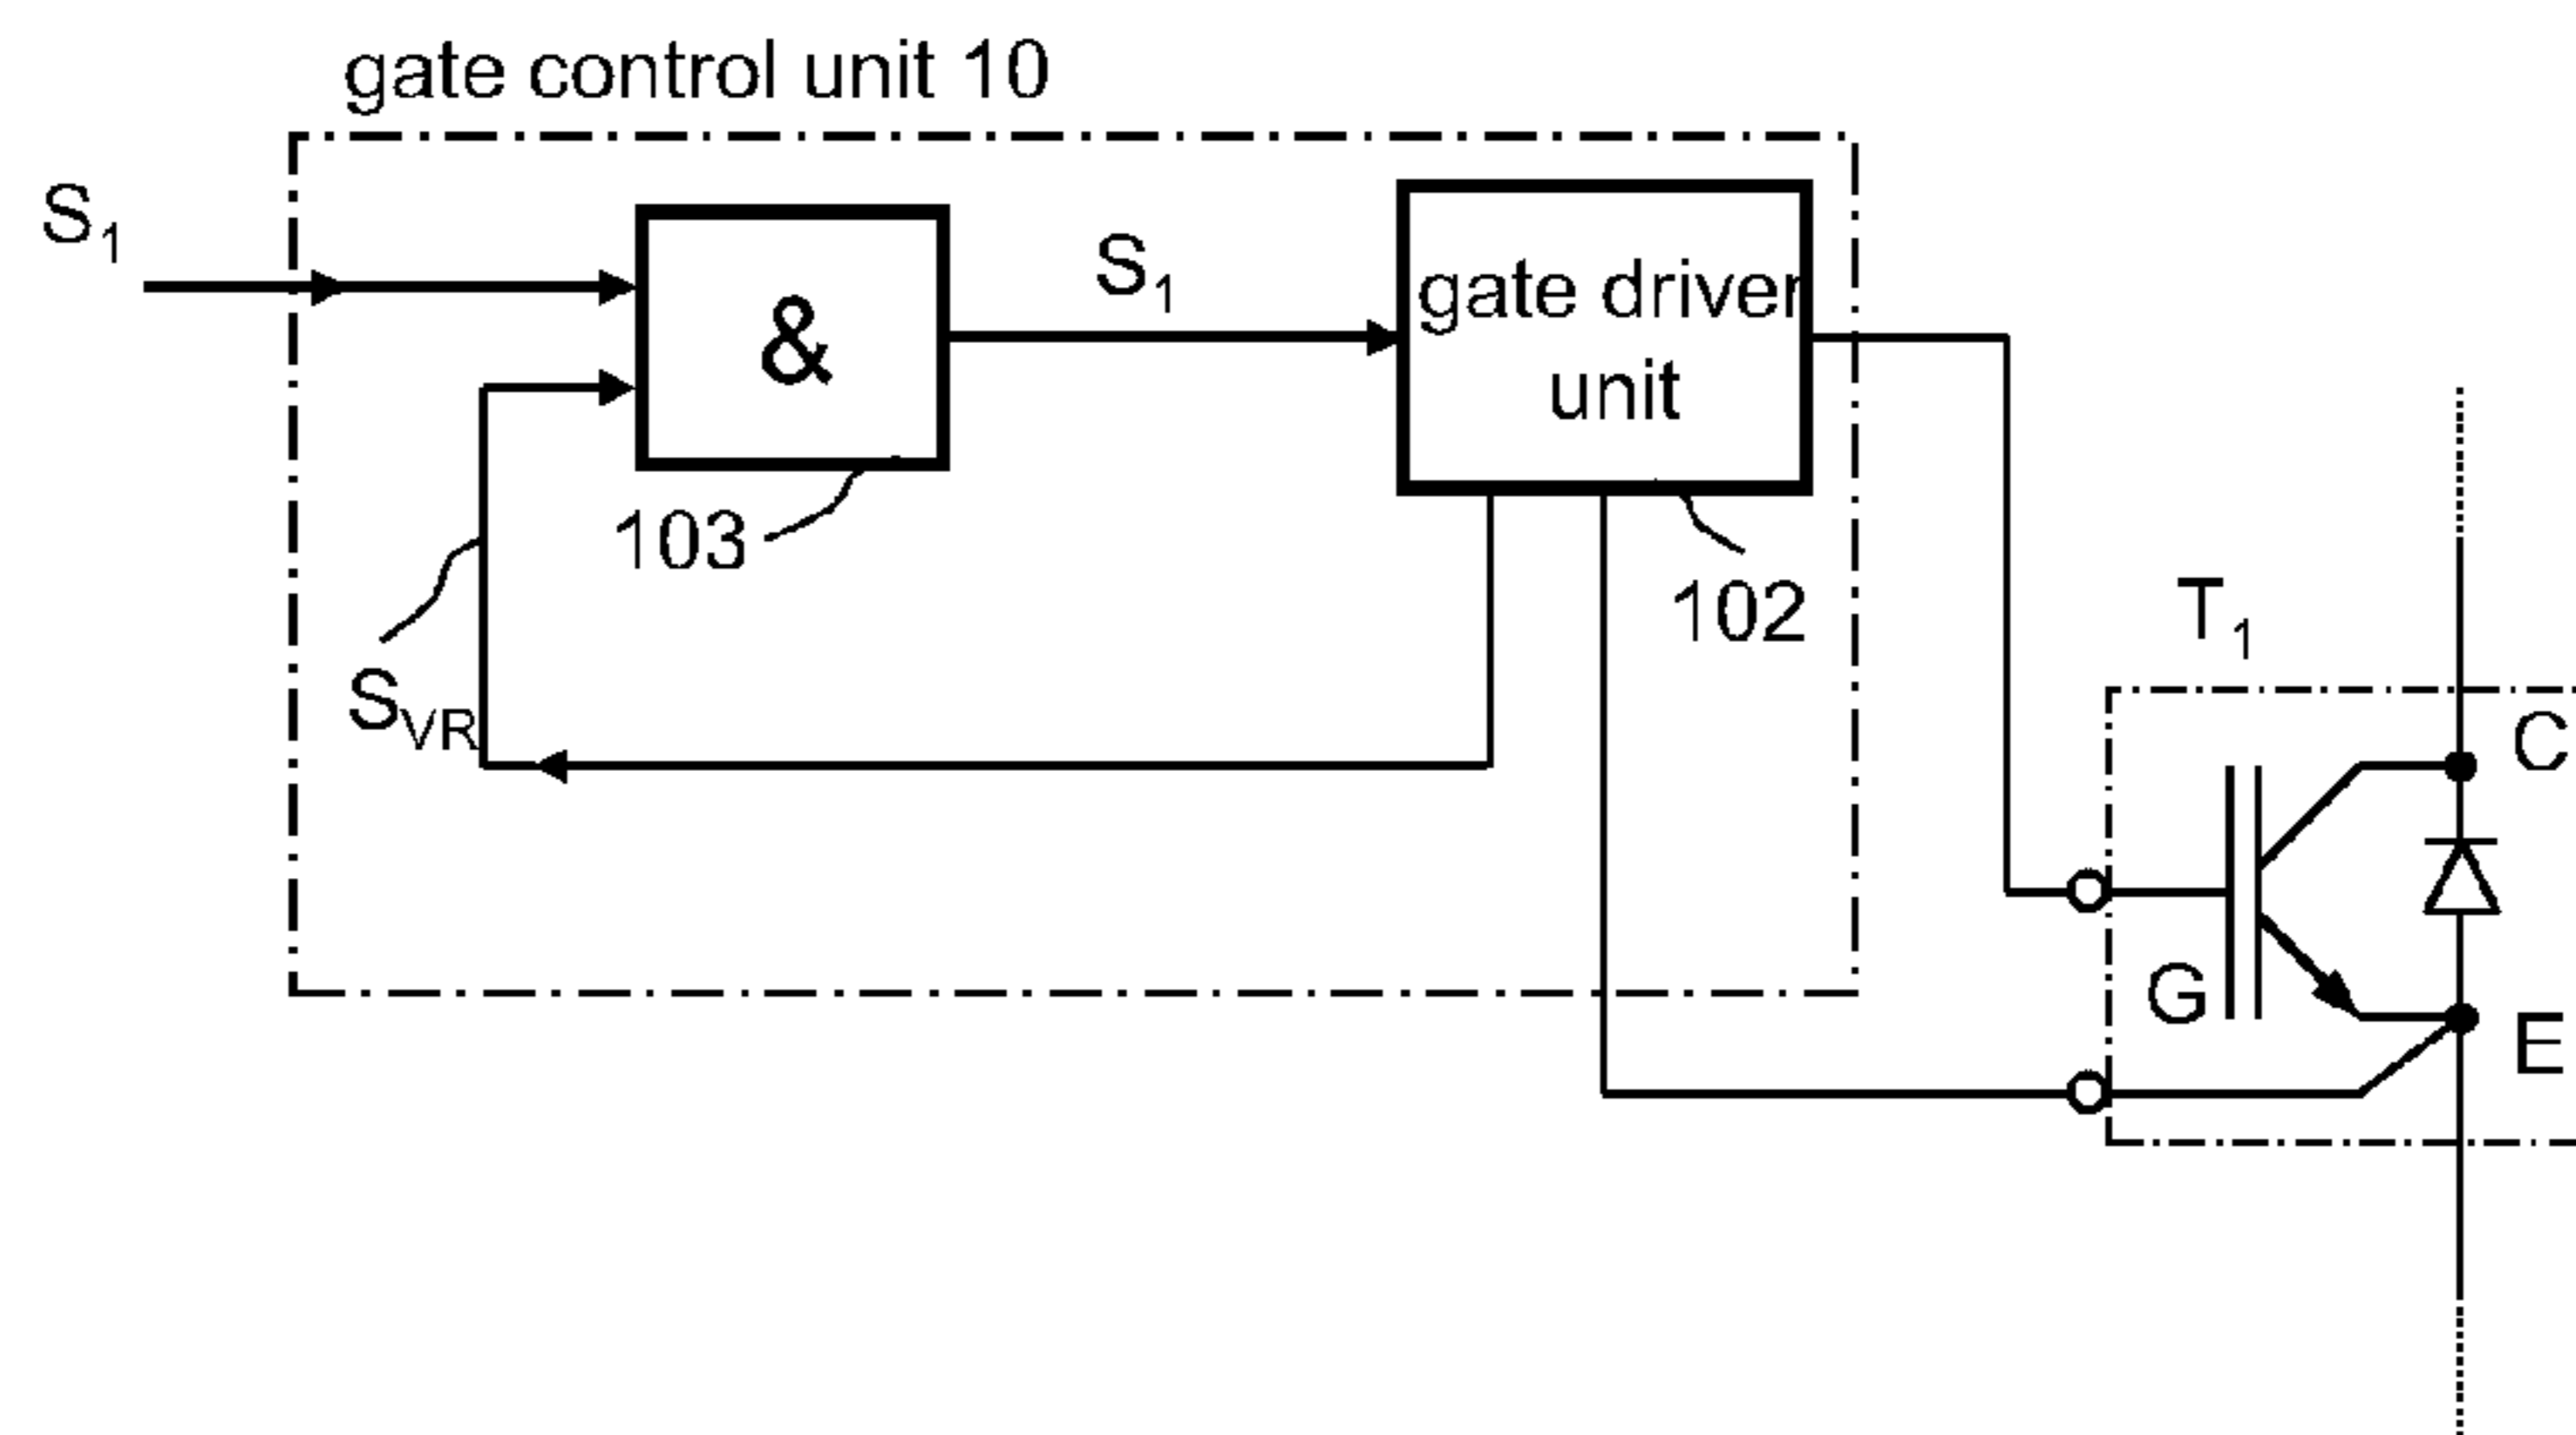 gate control unit 10
S1
&
S1
gate driver
unit
103
102
SVR
T1
C
G
E